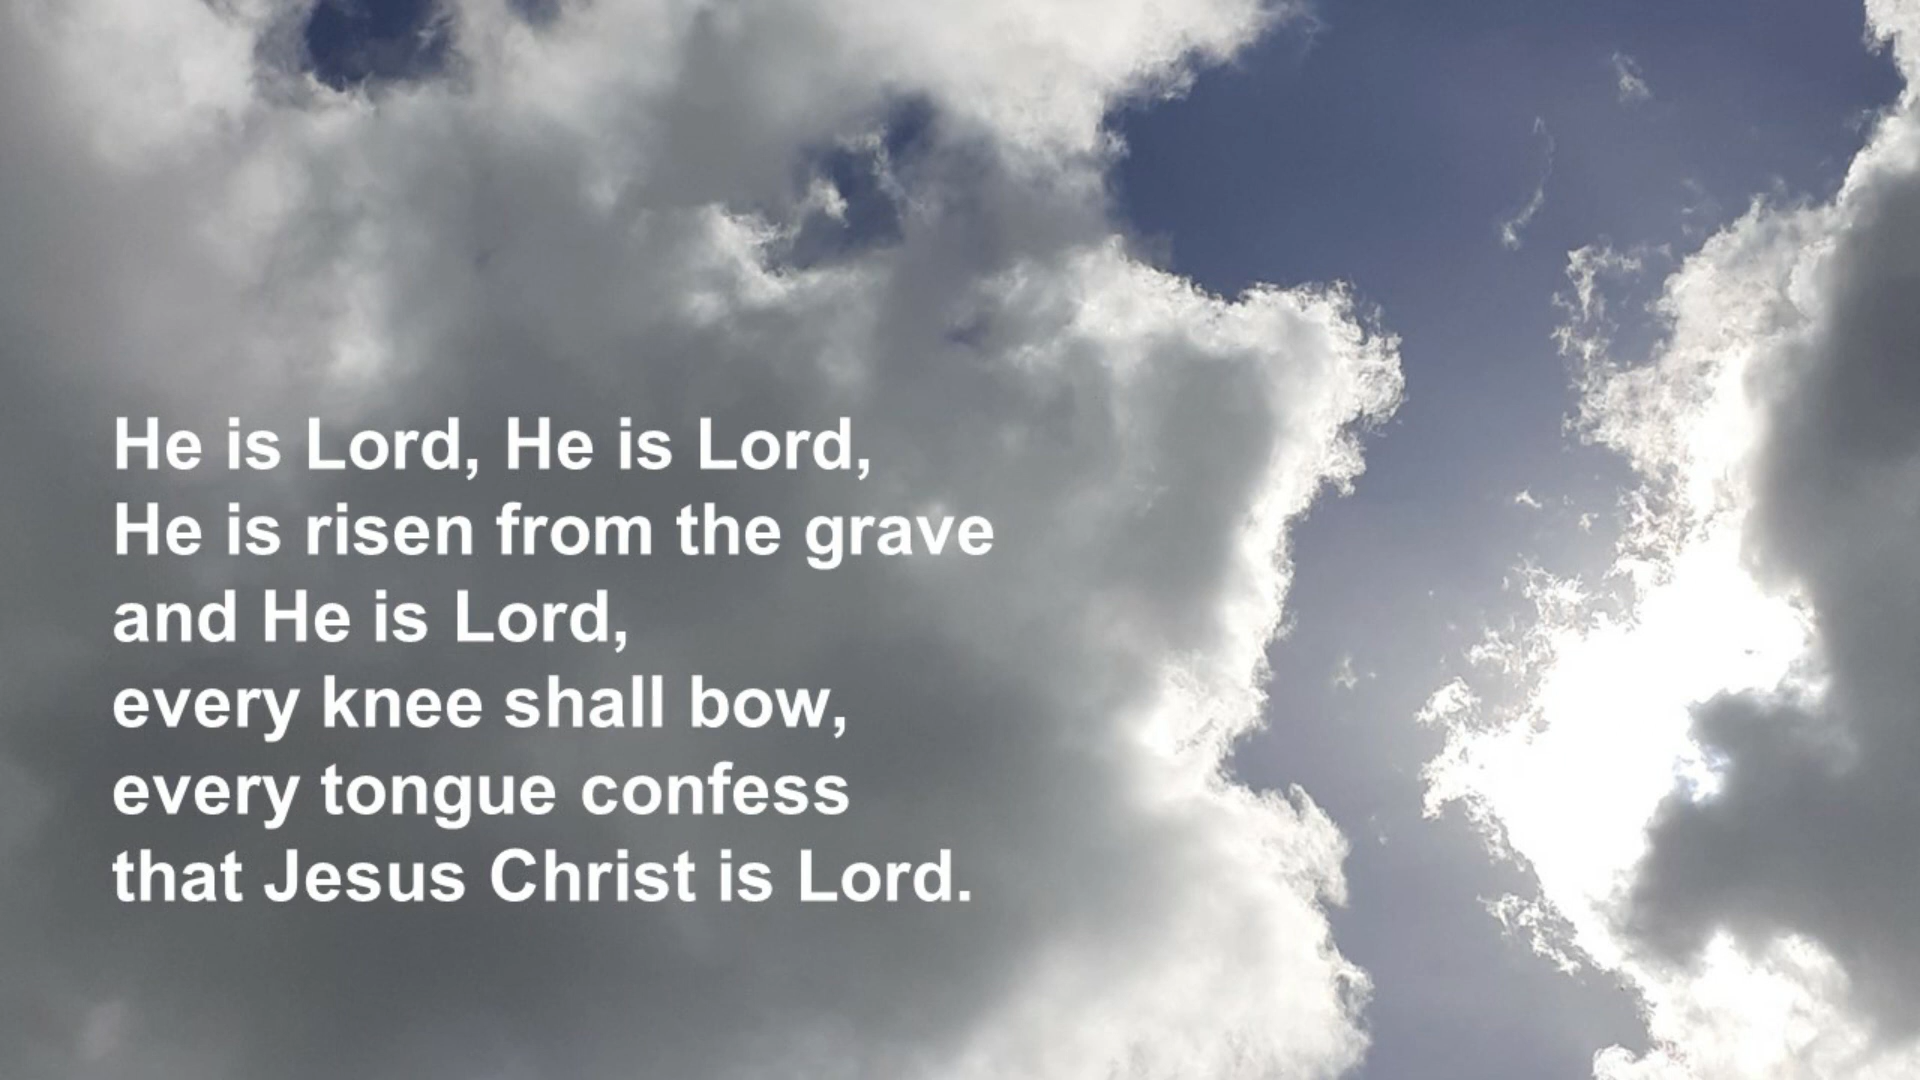 He is Lord, He is Lord,
He is risen from the grave
and He is Lord,
every knee shall bow,
every tongue confess
that Jesus Christ is Lord.